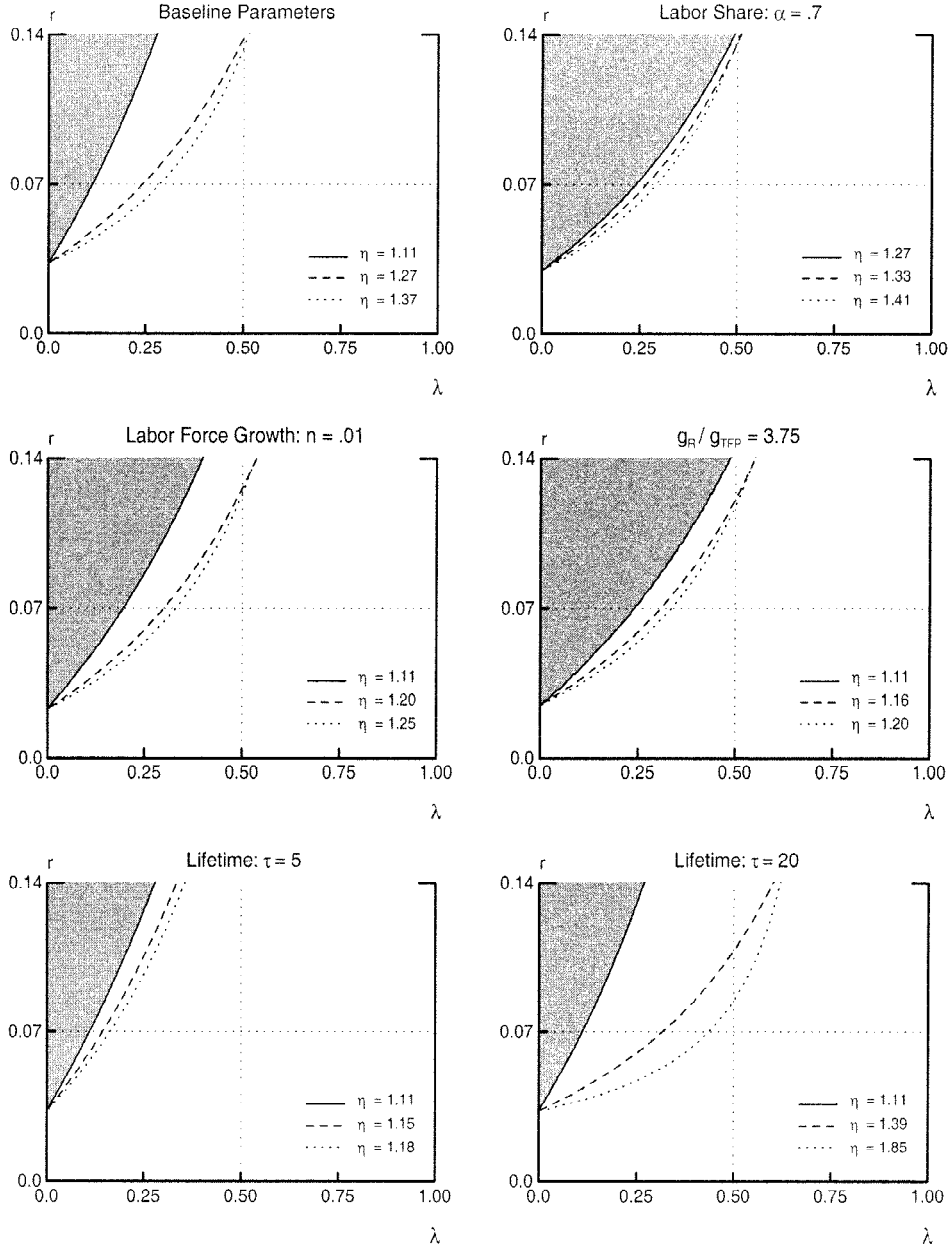 Baseline Parameters
r
0.14
0.07
0.0
η = 1.11
η = 1.27
η = 1.37
0.0 0.25 0.50 0.75 1.00
λ
Labor Share: α = .7
r
0.14
0.07
0.0
η = 1.27
η = 1.33
η = 1.41
0.0 0.25 0.50 0.75 1.00
λ
Labor Force Growth: n = .01
r
0.14
0.07
0.0
η = 1.11
η = 1.20
η = 1.25
0.0 0.25 0.50 0.75 1.00
λ
g_R / g_TFP = 3.75
r
0.14
0.07
0.0
η = 1.11
η = 1.16
η = 1.20
0.0 0.25 0.50 0.75 1.00
λ
Lifetime: τ = 5
r
0.14
0.07
0.0
η = 1.11
η = 1.15
η = 1.18
0.0 0.25 0.50 0.75 1.00
λ
Lifetime: τ = 20
r
0.14
0.07
0.0
η = 1.11
η = 1.39
η = 1.85
0.0 0.25 0.50 0.75 1.00
λ